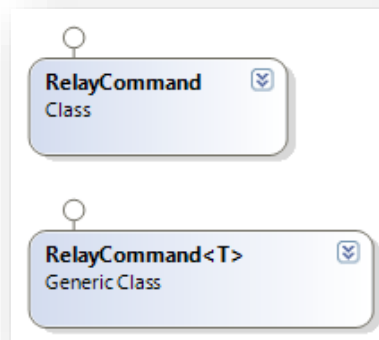 RelayCommand
Class
RelayCommand<T>
Generic Class